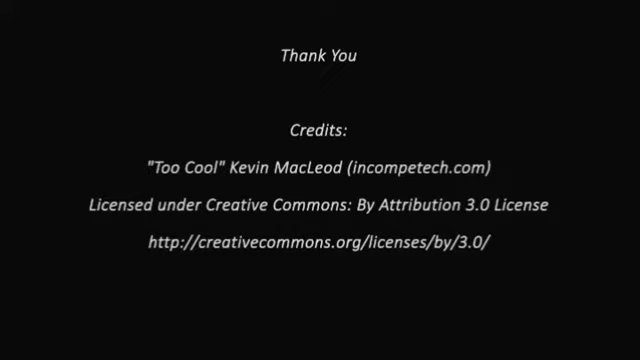 Thank You
Credits:
"Too Cool" Kevin MacLeod (incompetech.com)
Licensed under Creative Commons: By Attribution 3.0 License
http://creativecommons.org/licenses/by/3.0/